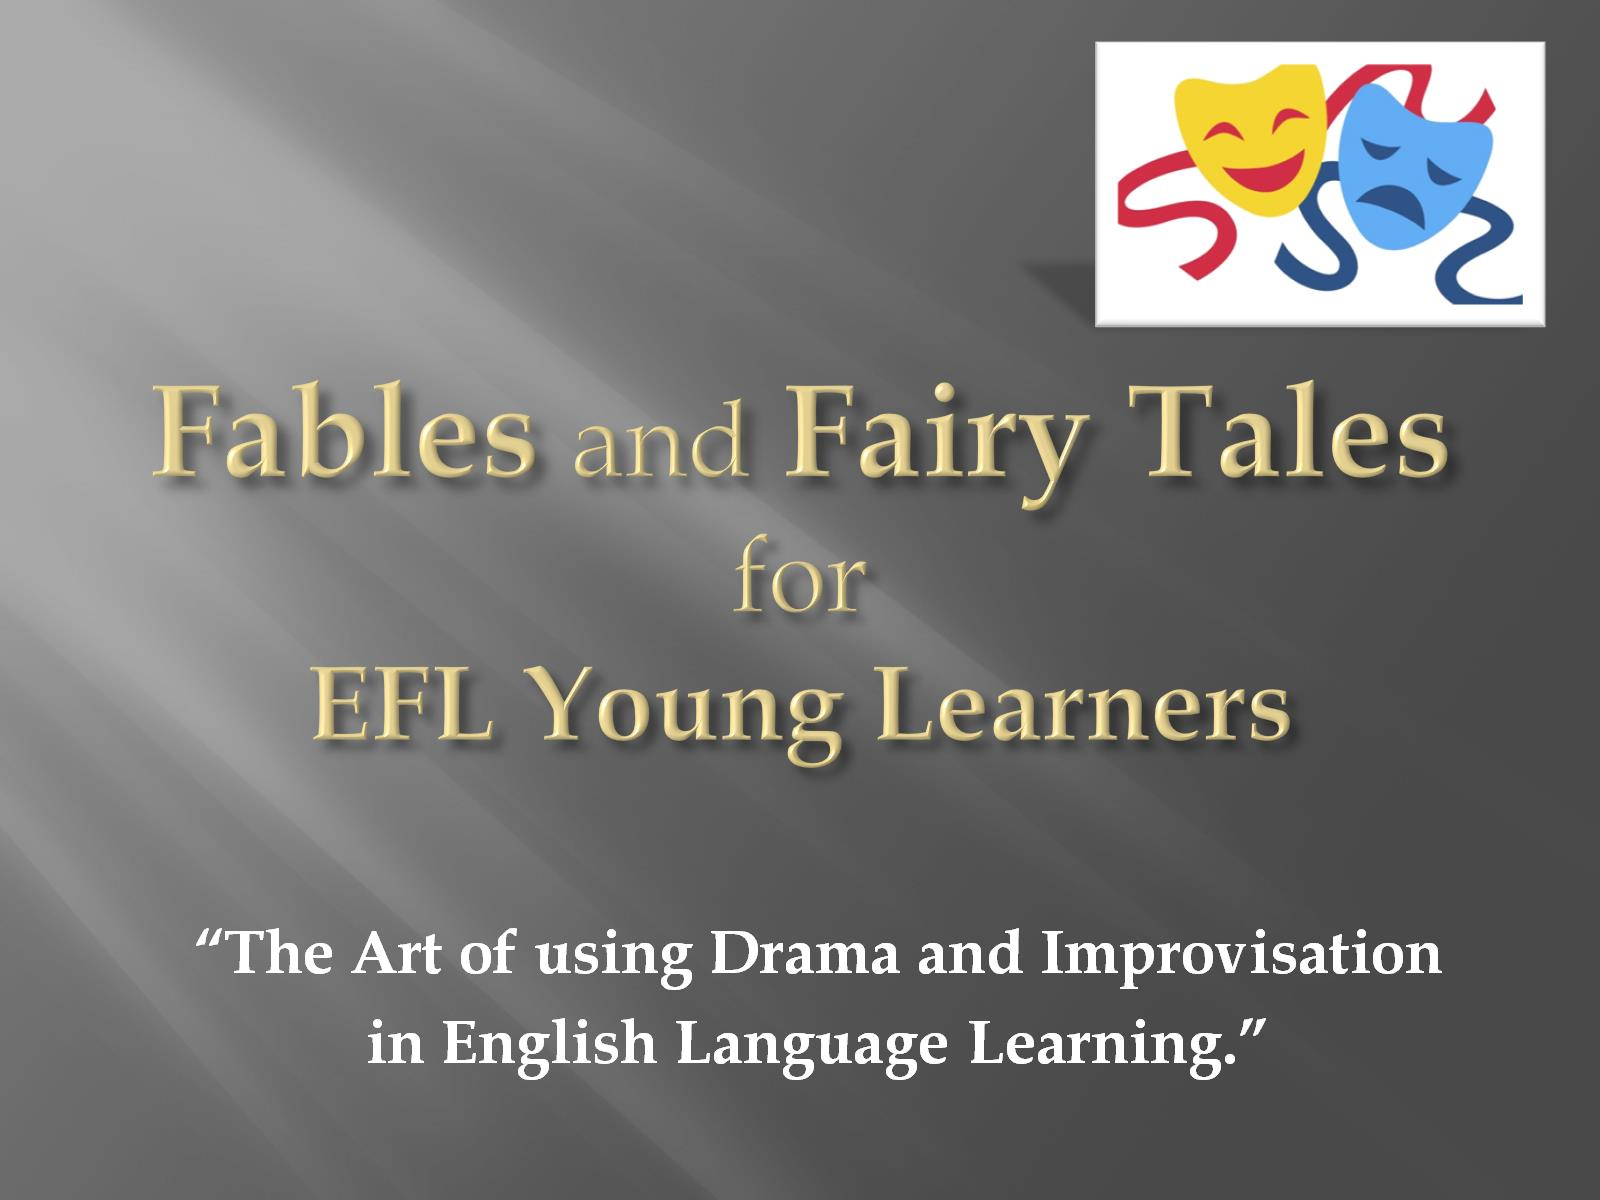 Fables and Fairy Tales
for
EFL Young Learners
“The Art of using Drama and Improvisation
in English Language Learning.”